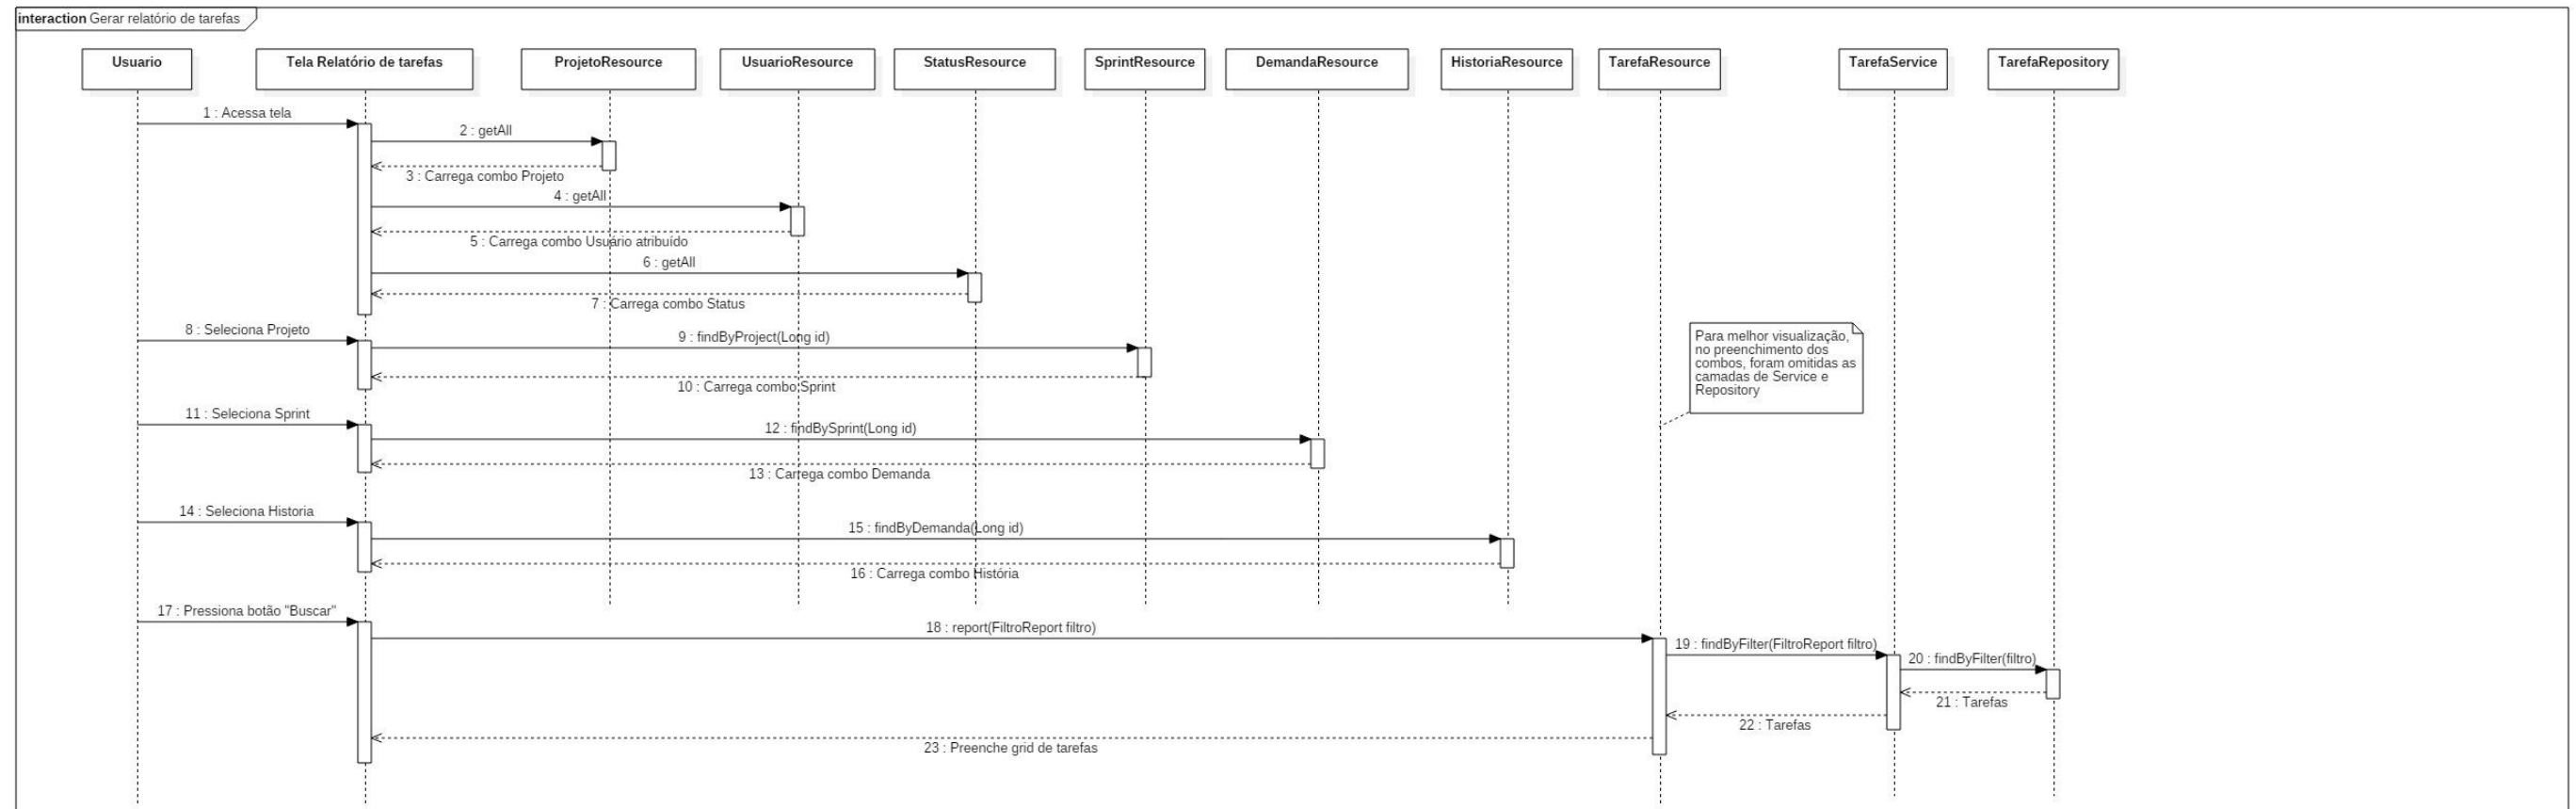 interaction Gerar relatório de tarefas
Usuario
Tela Relatório de tarefas
ProjetoResource
UsuarioResource
StatusResource
SprintResource
DemandaResource
HistoriaResource
TarefaResource
TarefaService
TarefaRepository
1 : Acessa tela
2 : getAll
3 : Carrega combo Projeto
4 : getAll
5 : Carrega combo Usuário atribuído
6 : getAll
7 : Carrega combo Status
8 : Seleciona Projeto
9 : findByProject(Long id)
10 : Carrega combo Sprint
Para melhor visualização,
no preenchimento dos
combos, foram omitidas as
camadas de Service e
Repository
11 : Seleciona Sprint
12 : findBySprint(Long id)
13 : Carrega combo Demanda
14 : Seleciona Historia
15 : findByDemanda(Long id)
16 : Carrega combo História
17 : Pressiona botão "Buscar"
18 : report(FiltroReport filtro)
19 : findByFilter(FiltroReport filtro)
20 : findByFilter(filtro)
21 : Tarefas
22 : Tarefas
23 : Preenche grid de tarefas